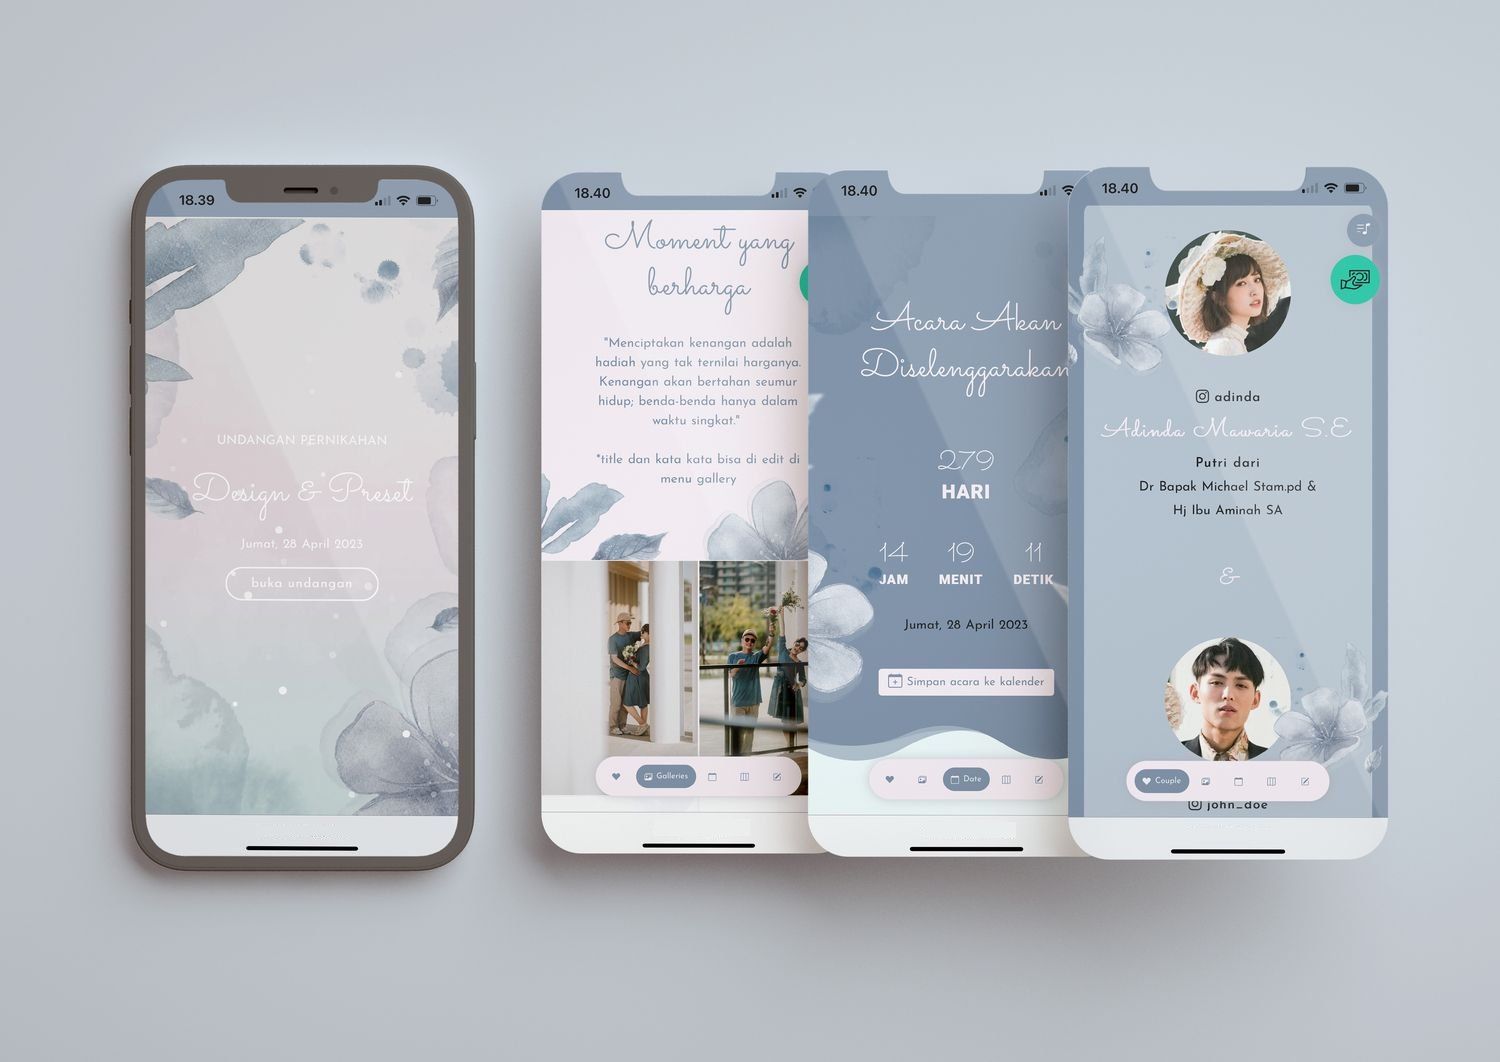 18.39
UNDANGAN PERNIKAHAN
Design & Preset
Jumat, 28 April 2023
buka undangan
18.40
Moment yang
berharga
"Menciptakan kenangan adalah
hadiah yang tak ternilai harganya.
Kenangan akan bertahan seumur
hidup; benda-benda hanya dalam
waktu singkat."
*title dan kata kata bisa di edit di
menu gallery
Galleries
18.40
Acara Akan
Diselenggarakan
279
HARI
14 19 11
JAM MENIT DETIK
Jumat, 28 April 2023
Simpan acara ke kalender
Date
18.40
adinda
Adinda Mawaria S.E
Putri dari
Dr Bapak Michael Stam.pd &
Hj Ibu Aminah SA
&
Couple
john_doe